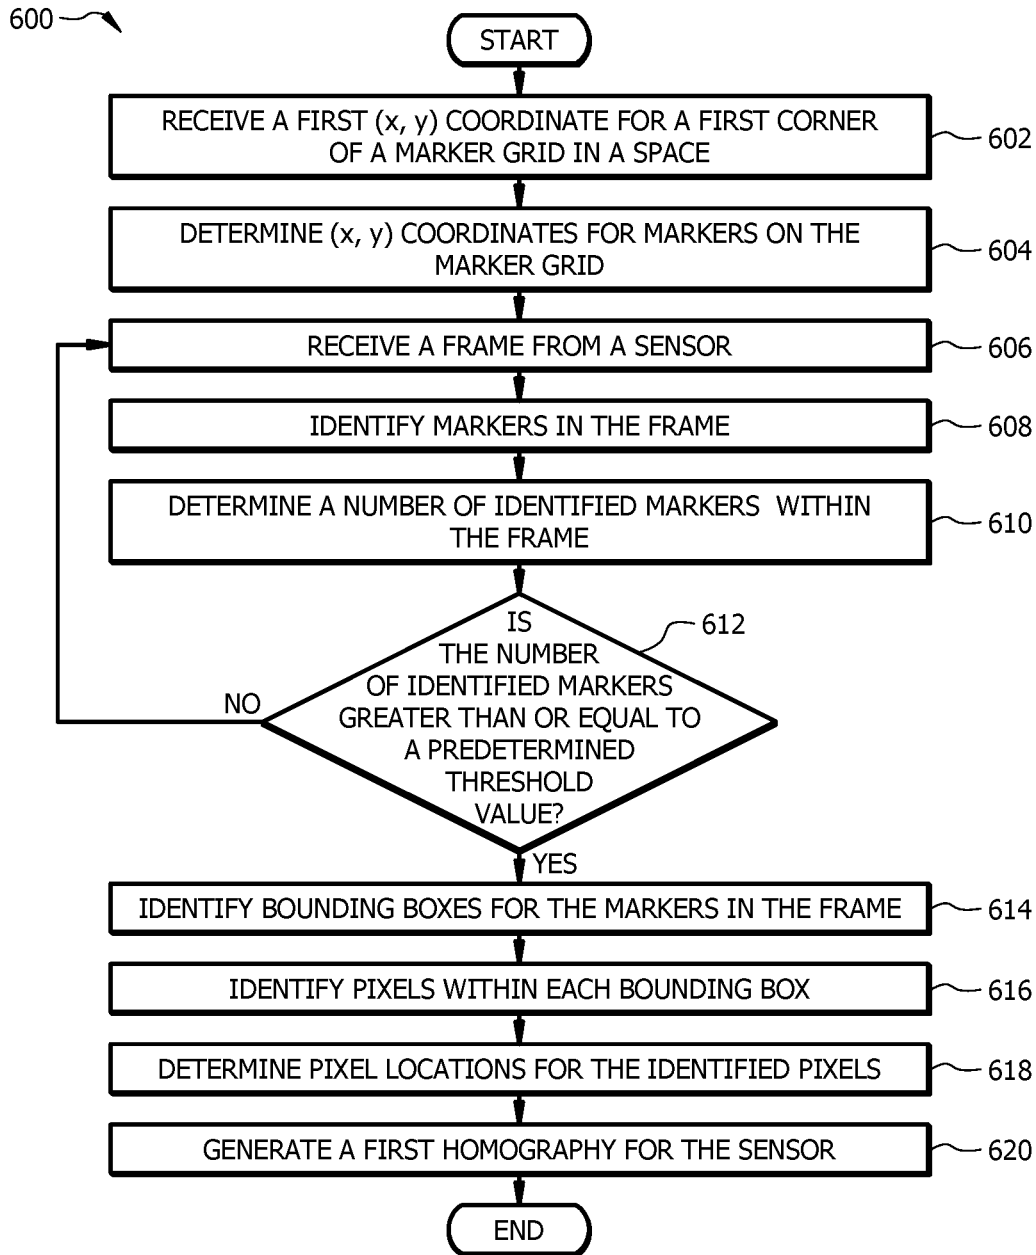 600
START
RECEIVE A FIRST (x, y) COORDINATE FOR A FIRST CORNER
OF A MARKER GRID IN A SPACE
602
DETERMINE (x, y) COORDINATES FOR MARKERS ON THE
MARKER GRID
604
RECEIVE A FRAME FROM A SENSOR
606
IDENTIFY MARKERS IN THE FRAME
608
DETERMINE A NUMBER OF IDENTIFIED MARKERS WITHIN
THE FRAME
610
IS
THE NUMBER
OF IDENTIFIED MARKERS
GREATER THAN OR EQUAL TO
A PREDETERMINED
THRESHOLD
VALUE?
612
NO
YES
IDENTIFY BOUNDING BOXES FOR THE MARKERS IN THE FRAME
614
IDENTIFY PIXELS WITHIN EACH BOUNDING BOX
616
DETERMINE PIXEL LOCATIONS FOR THE IDENTIFIED PIXELS
618
GENERATE A FIRST HOMOGRAPHY FOR THE SENSOR
620
END